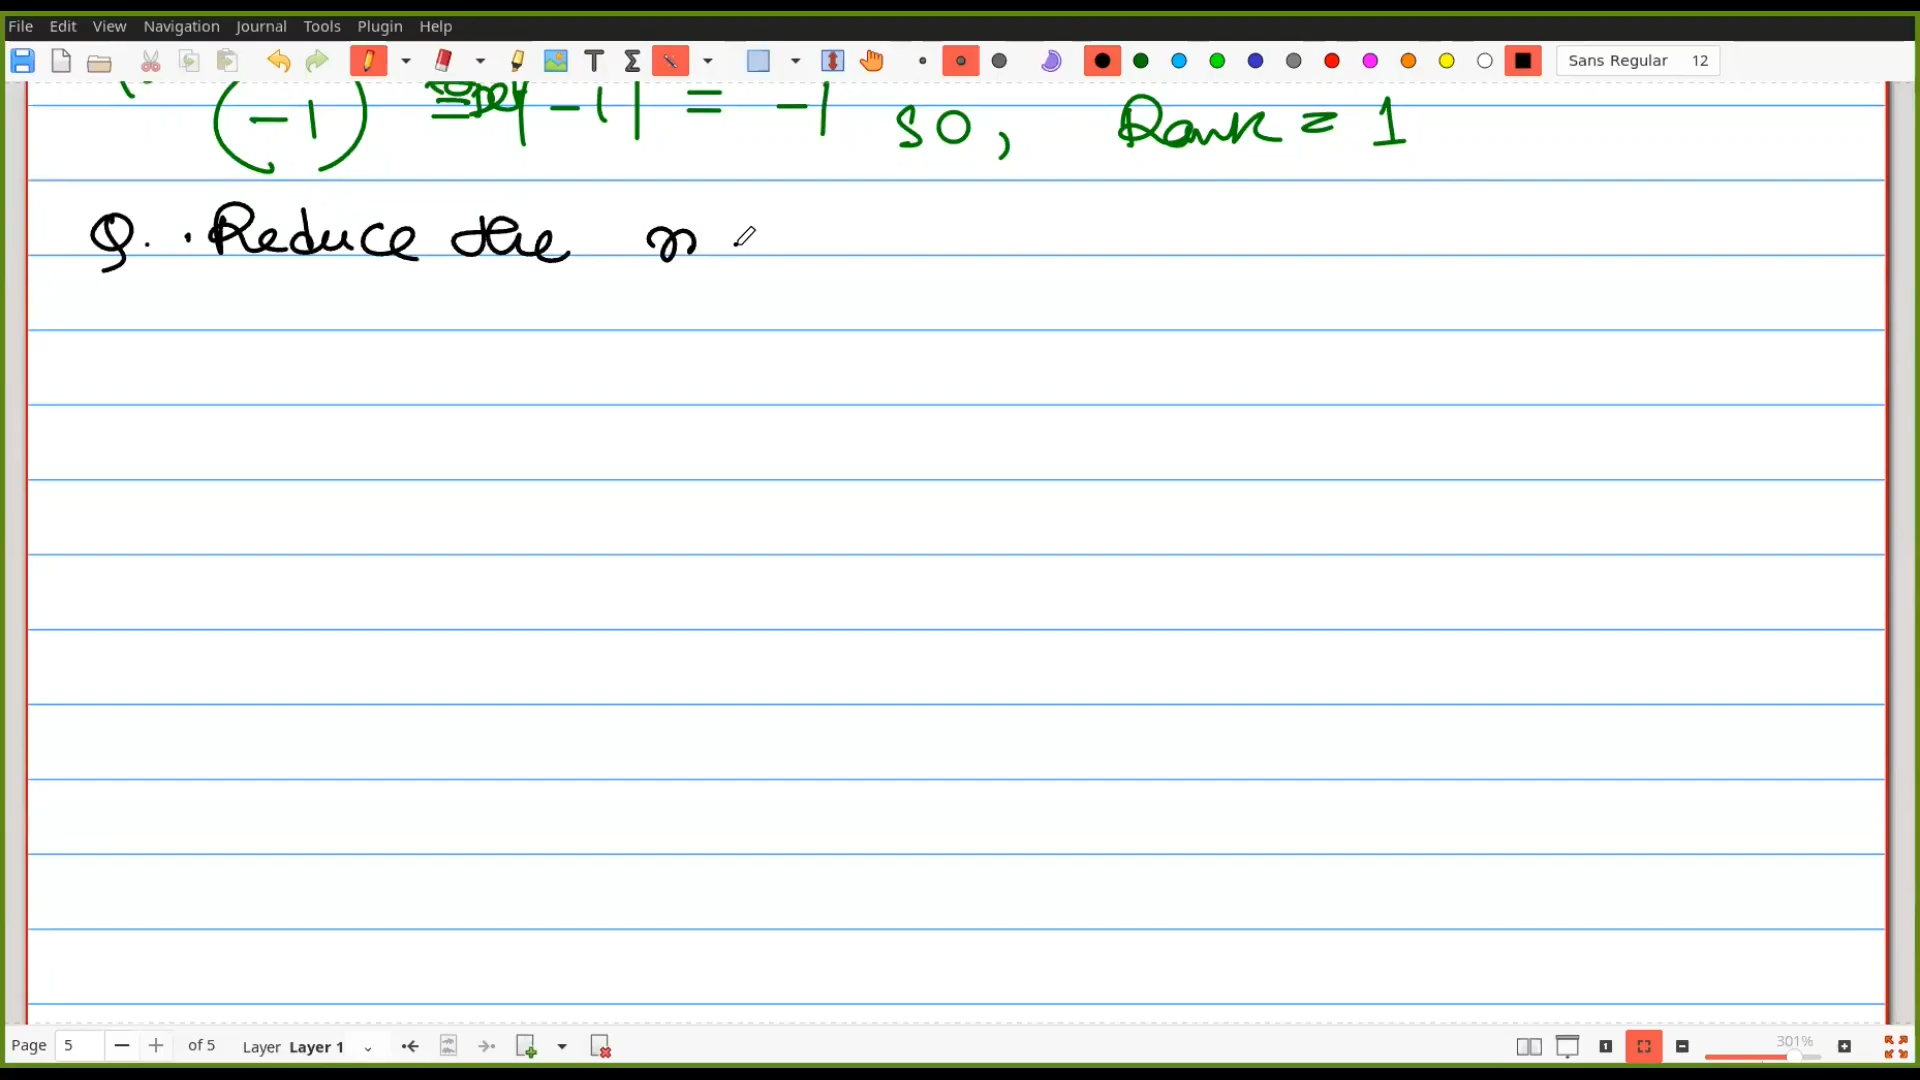 File Edit View Navigation Journal Tools Plugin Help
Sans Regular 12
(-1) |-1| = -1 so, Rank = 1
Q. Reduce the m
Page 5 of 5 Layer Layer 1 301%